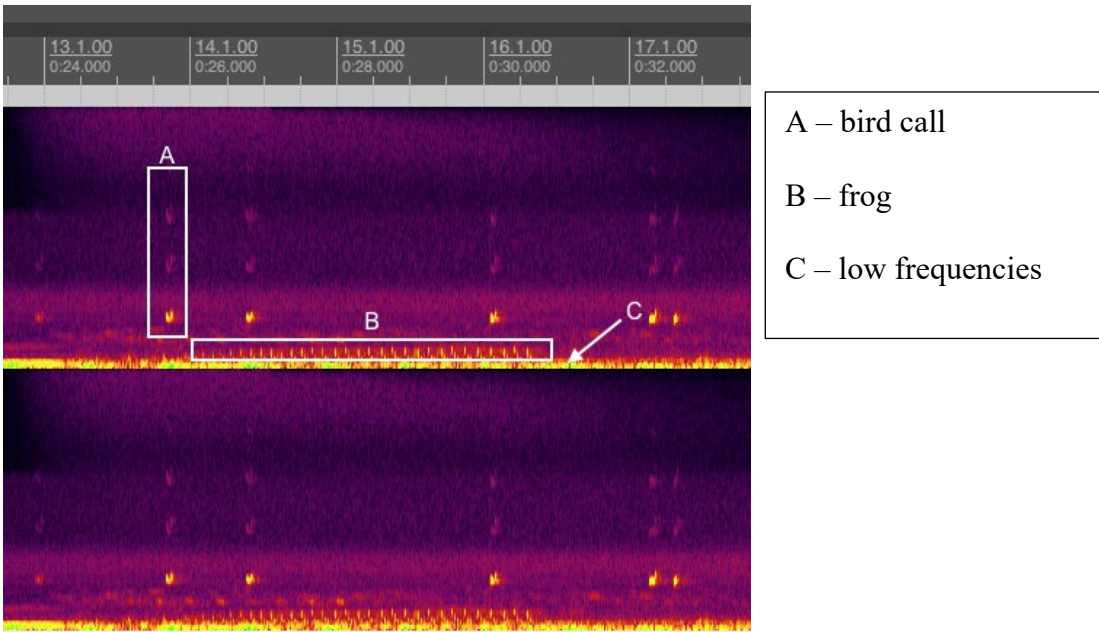 13.1.00 14.1.00 15.1.00 16.1.00 17.1.00
0:24.000 0:26.000 0:28.000 0:30.000 0:32.000
A
B
C
A – bird call
B – frog
C – low frequencies